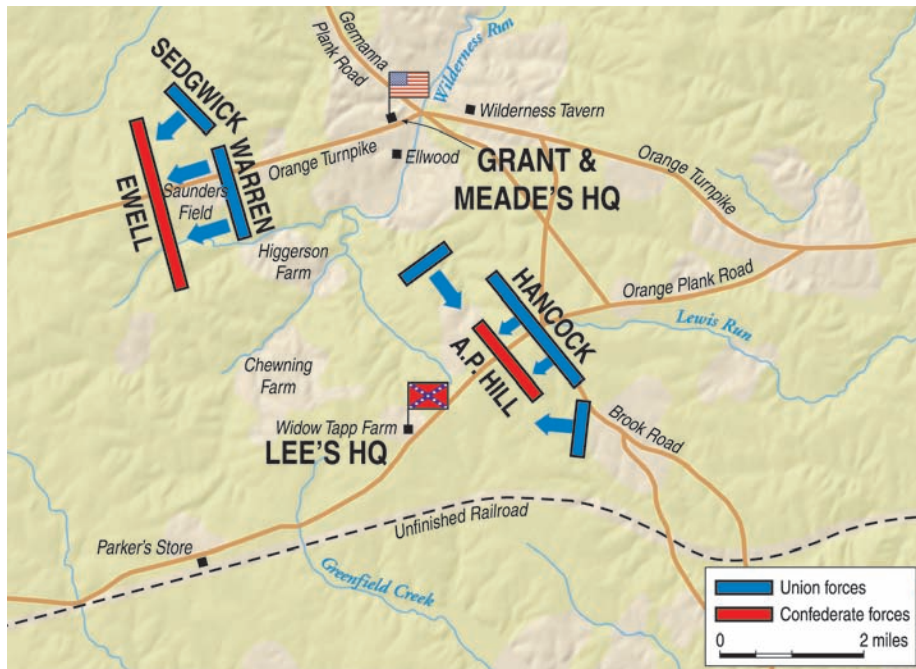 Germanna
Plank Road
Wilderness Run
SEDGWICK
Wilderness Tavern
WARREN
Orange Turnpike
Ellwood
GRANT &
MEADE'S HQ
Orange Turnpike
EWELL
Saunders
Field
Higgerson
Farm
HANCOCK
Orange Plank Road
Lewis Run
A.P. HILL
Chewning
Farm
Widow Tapp Farm
LEE'S HQ
Brook Road
Unfinished Railroad
Parker's Store
Greenfield Creek
Union forces
Confederate forces
0 2 miles